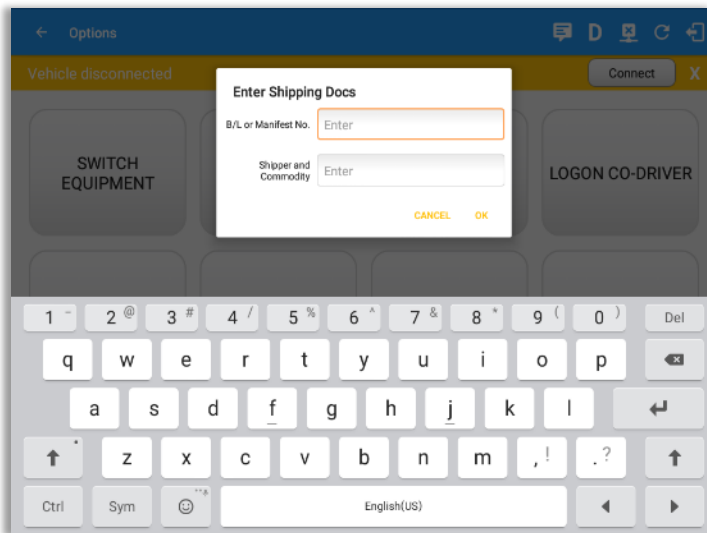 Options
D
Vehicle disconnected
Connect
X
Enter Shipping Docs
B/L or Manifest No.
Enter
Shipper and
Commodity
Enter
CANCEL
OK
SWITCH
EQUIPMENT
LOGON CO-DRIVER
1 - 2 @ 3 # 4 / 5 % 6 ^ 7 & 8 * 9 ( 0 ) Del
q w e r t y u i o p
a s d f g h j k l
z x c v b n m , ! . ?
Ctrl Sym English(US)